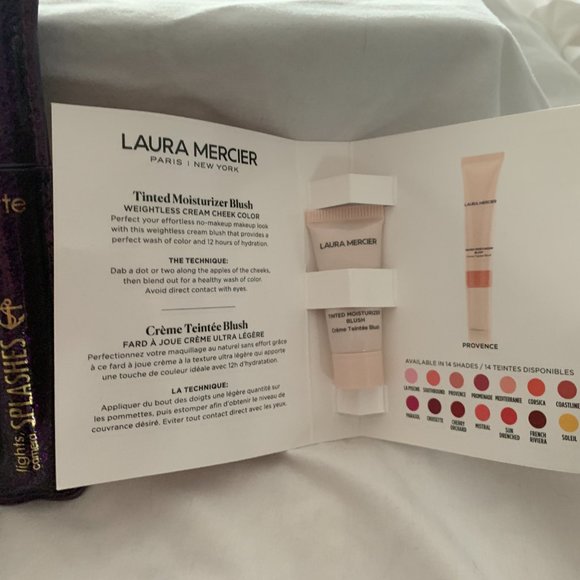 LAURA MERCIER
PARIS | NEW YORK
Tinted Moisturizer Blush
WEIGHTLESS CREAM CHEEK COLOR
Perfect your effortless no-makeup makeup look
with this weightless cream blush that provides a
perfect wash of color and 12 hours of hydration.
THE TECHNIQUE:
Dab a dot or two along the apples of the cheeks,
then blend out for a healthy wash of color.
Avoid direct contact with eyes.
Crème Teintée Blush
FARD À JOUE CRÈME ULTRA LÉGÈRE
Perfectionnez votre maquillage au naturel sans effort grâce
à ce fard à joue crème à la texture ultra légère qui apporte
une touche de couleur idéale avec 12h d'hydratation.
LA TECHNIQUE:
Appliquer du bout des doigts une légère quantité sur
les pommettes, puis estomper afin d'obtenir le niveau de
couvrance désiré. Eviter tout contact direct avec les yeux.
LAURA MERCIER
TINTED MOISTURIZER
BLUSH
Crème Teintée Blush
LAURA MERCIER
TINTED MOISTURIZER
BLUSH
PROVENCE
AVAILABLE IN 14 SHADES / 14 TEINTES DISPONIBLES
LA PISCINE SOUTHBOUND PROVENCE PROMENADE MEDITERRANEE CORSICA COASTLINE
PARASOL CROISETTE CHERRY ORCHARD MISTRAL SUN DRENCHED FRENCH RIVIERA SOLEIL
te
lights, camera, SPLASHES